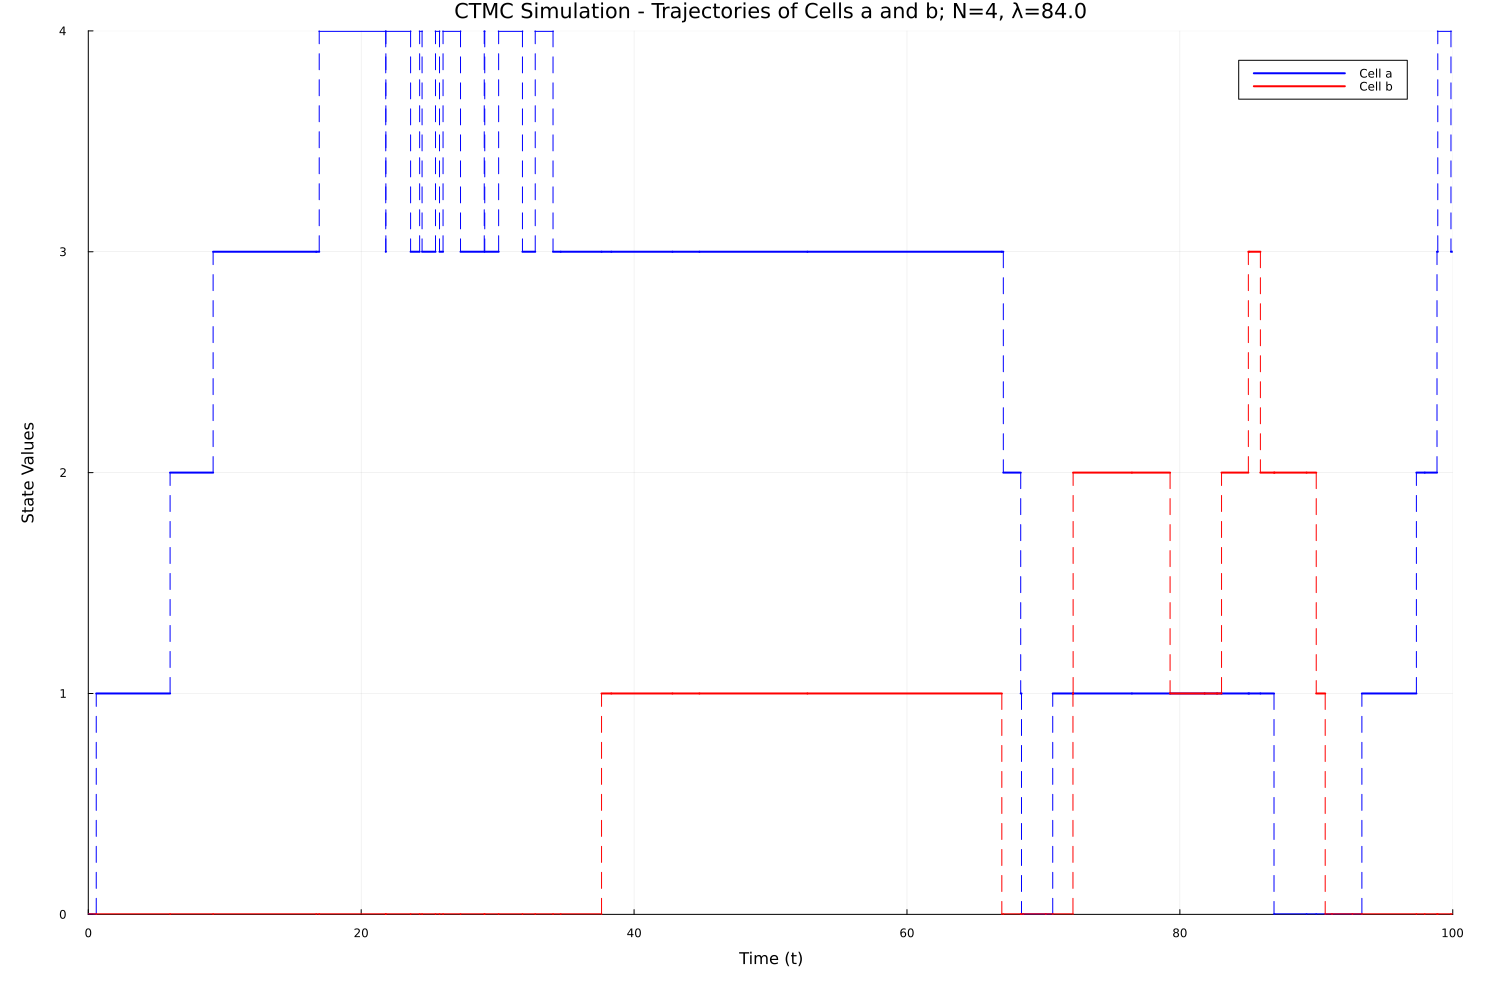 CTMC Simulation - Trajectories of Cells a and b; N=4, λ=84.0
Cell a
Cell b
4
3
2
1
0
State Values
0 20 40 60 80 100
Time (t)